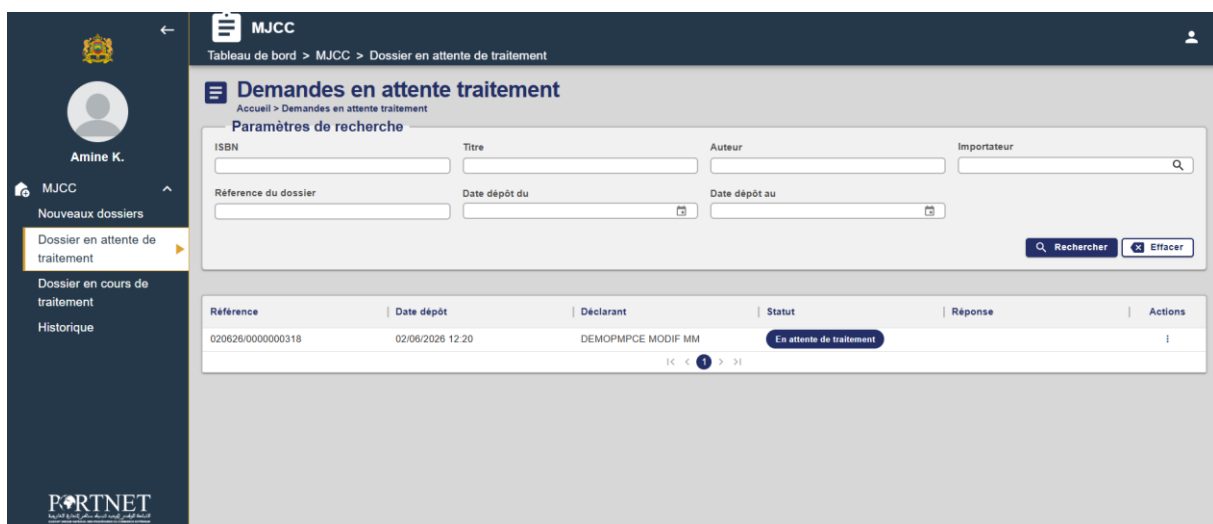 MJCC
Tableau de bord > MJCC > Dossier en attente de traitement
Amine K.
MJCC
Nouveaux dossiers
Dossier en attente de
traitement
Dossier en cours de
traitement
Historique
PORTNET
Demandes en attente traitement
Accueil > Demandes en attente traitement
Paramètres de recherche
ISBN Titre Auteur Importateur
Réference du dossier Date dépôt du Date dépôt au
Rechercher Effacer
Référence Date dépôt Déclarant Statut Réponse Actions
020626/0000000318 02/06/2026 12:20 DEMOPMPCE MODIF MM En attente de traitement
1